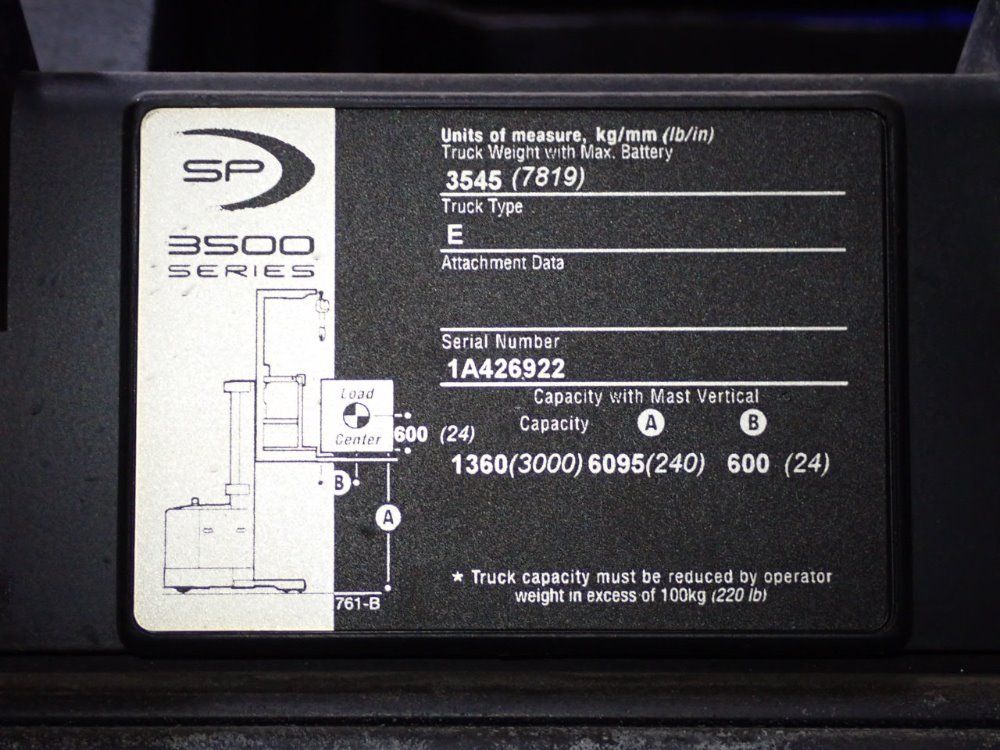 SP
3500
SERIES
Units of measure, kg/mm (lb/in)
Truck Weight with Max. Battery
3545 (7819)
Truck Type
E
Attachment Data
Serial Number
1A426922
Capacity with Mast Vertical
Capacity A B
1360(3000) 6095(240) 600 (24)
Load
Center
600 (24)
B
A
761-B
* Truck capacity must be reduced by operator
weight in excess of 100kg (220 lb)